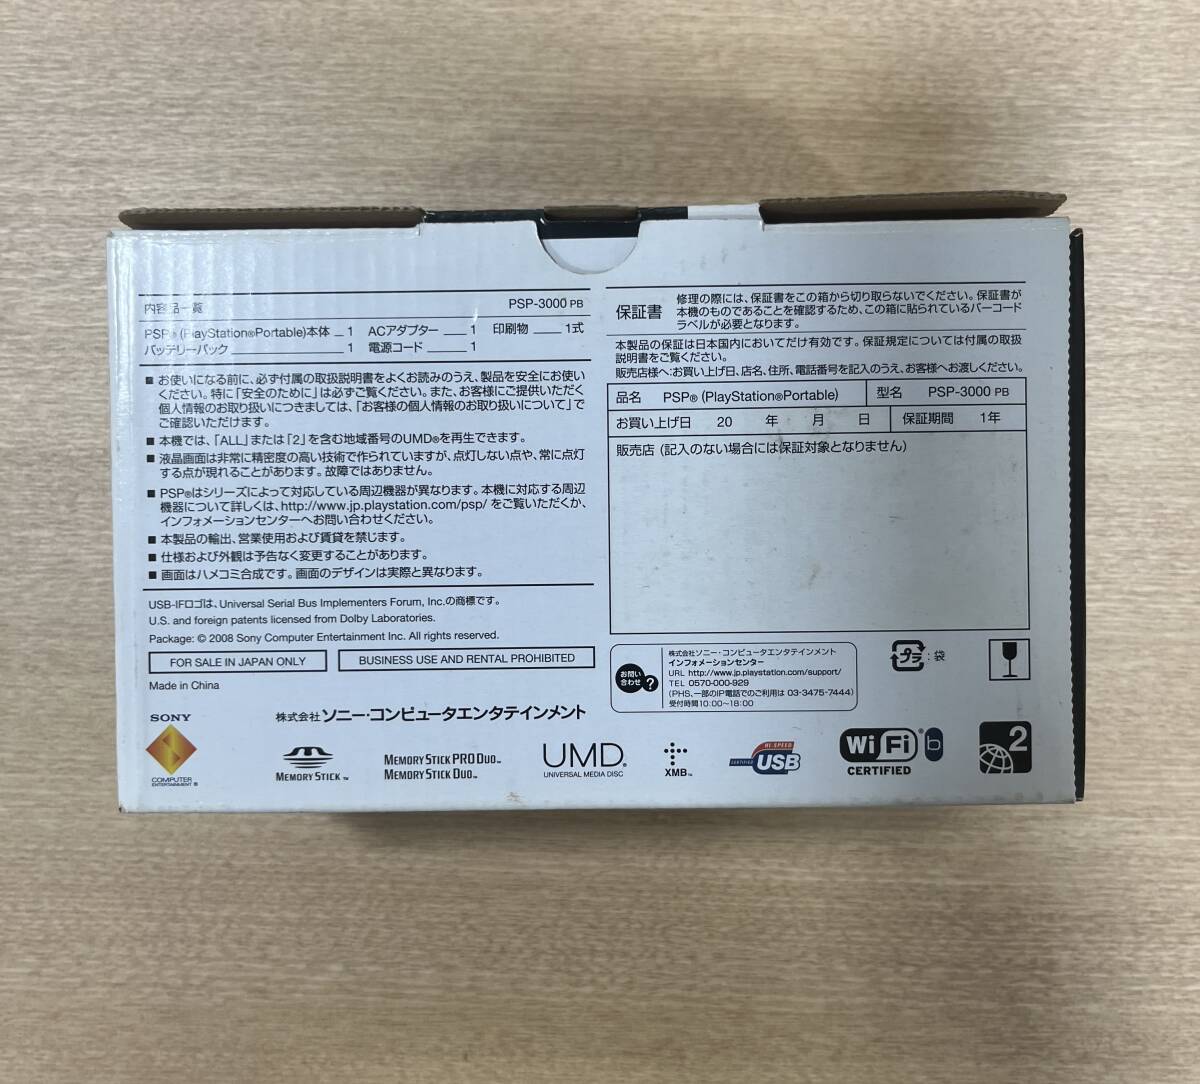 内容品一覧 PSP-3000 PB
PSP® (PlayStation®Portable)本体 1 ACアダプター 1 印刷物 1式
バッテリーパック 1 電源コード 1
■ お使いになる前に、必ず付属の取扱説明書をよくお読みのうえ、製品を安全にお使い
ください。特に「安全のために」は必ずご覧ください。また、お客様にご提供いただく
個人情報のお取り扱いにつきましては、「お客様の個人情報のお取り扱いについて」で
ご確認いただけます。
■ 本機では、「ALL」または「2」を含む地域番号のUMD®を再生できます。
■ 液晶画面は非常に精密度の高い技術で作られていますが、点灯しない点や、常に点灯
する点が現れることがあります。故障ではありません。
■ PSP®はシリーズによって対応している周辺機器が異なります。本機に対応する周辺
機器について詳しくは、http://www.jp.playstation.com/psp/ をご覧いただくか、
インフォメーションセンターへお問い合わせください。
■ 本製品の輸出、営業使用および賃貸を禁じます。
■ 仕様および外観は予告なく変更することがあります。
■ 画面はハメコミ合成です。画面のデザインは実際と異なります。
USB-IFロゴは、Universal Serial Bus Implementers Forum, Inc.の商標です。
U.S. and foreign patents licensed from Dolby Laboratories.
Package: © 2008 Sony Computer Entertainment Inc. All rights reserved.
FOR SALE IN JAPAN ONLY
BUSINESS USE AND RENTAL PROHIBITED
Made in China
SONY
COMPUTER
ENTERTAINMENT ®
株式会社 ソニー・コンピュータエンタテインメント
MEMORY STICK™
MEMORY STICK PRO DUO™
MEMORY STICK DUO™
UMD®
UNIVERSAL MEDIA DISC
XMB™
HI-SPEED
CERTIFIED USB
Wi Fi ® b
CERTIFIED
2
保証書
修理の際には、保証書をこの箱から切り取らないでください。保証書が
本機のものであることを確認するため、この箱に貼られているバーコード
ラベルが必要となります。
本製品の保証は日本国内においてだけ有効です。保証規定については付属の取扱
説明書をご覧ください。
販売店様へ:お買い上げ日、店名、住所、電話番号を記入のうえ、お客様へお渡しください。
品名 PSP® (PlayStation®Portable) 型名 PSP-3000 PB
お買い上げ日 20 年 月 日 保証期間 1年
販売店 (記入のない場合には保証対象となりません)
お問い
合わせ ?
株式会社ソニー・コンピュータエンタテインメント
インフォメーションセンター
URL http://www.jp.playstation.com/support/
TEL 0570-000-929
(PHS、一部のIP電話でのご利用は 03-3475-7444)
受付時間10:00~18:00
プラ : 袋